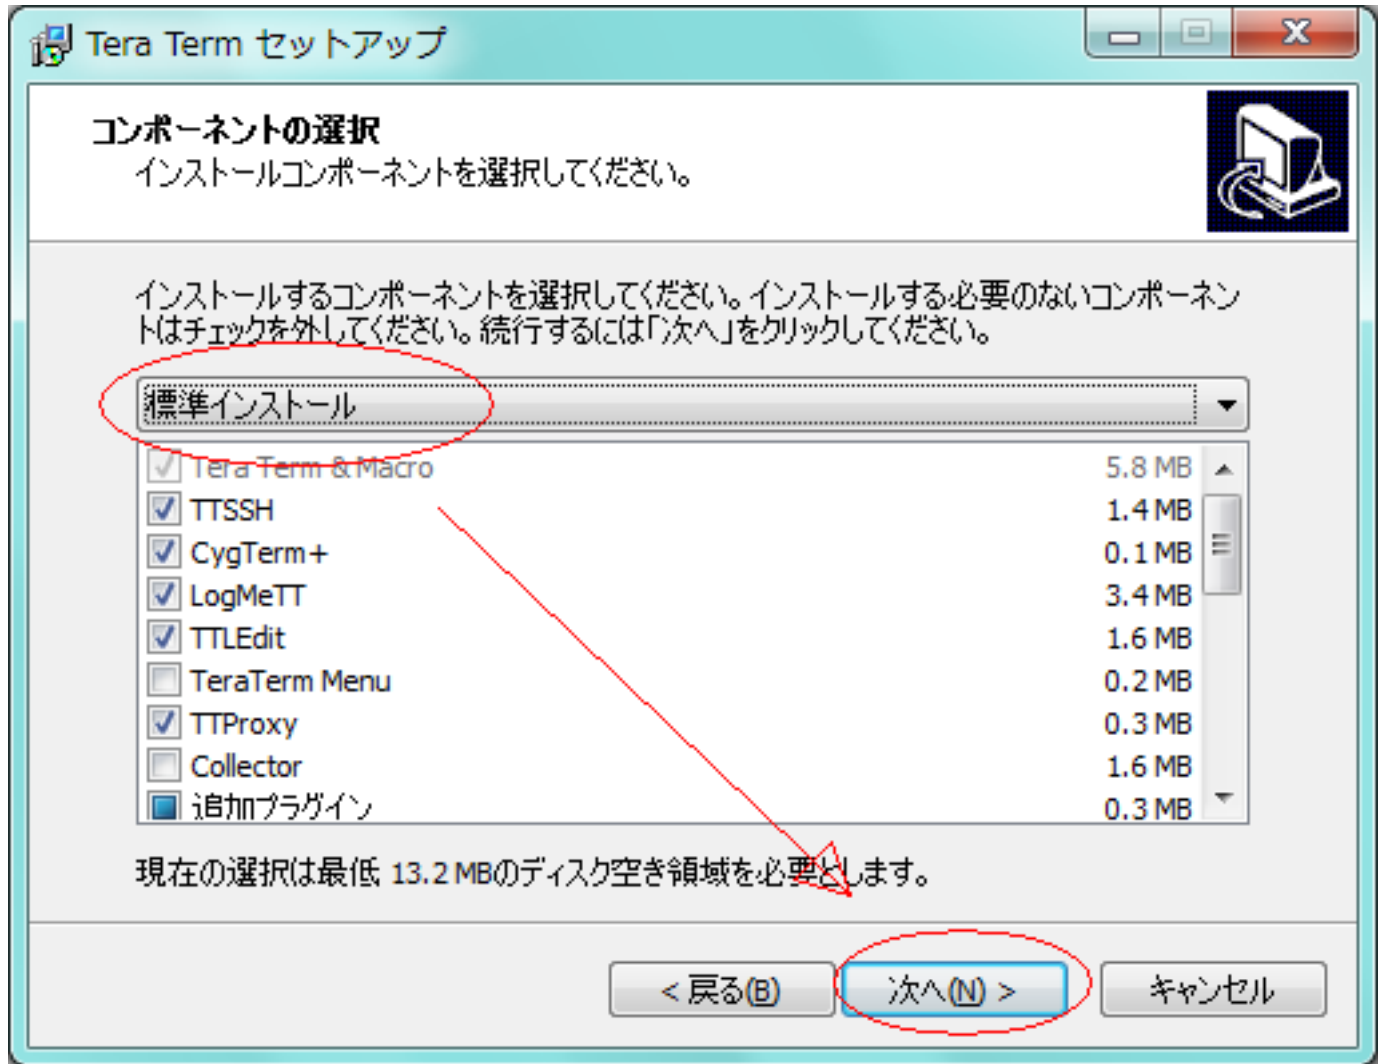 Tera Term セットアップ
コンポーネントの選択
インストールコンポーネントを選択してください。
インストールするコンポーネントを選択してください。インストールする必要のないコンポーネン
トはチェックを外してください。続行するには「次へ」をクリックしてください。
標準インストール
Tera Term & Macro 5.8 MB
TTSSH 1.4 MB
CygTerm+ 0.1 MB
LogMeTT 3.4 MB
TTLEdit 1.6 MB
TeraTerm Menu 0.2 MB
TTProxy 0.3 MB
Collector 1.6 MB
追加プラグイン 0.3 MB
現在の選択は最低 13.2 MBのディスク空き領域を必要とします。
< 戻る(B) 次へ(N) > キャンセル